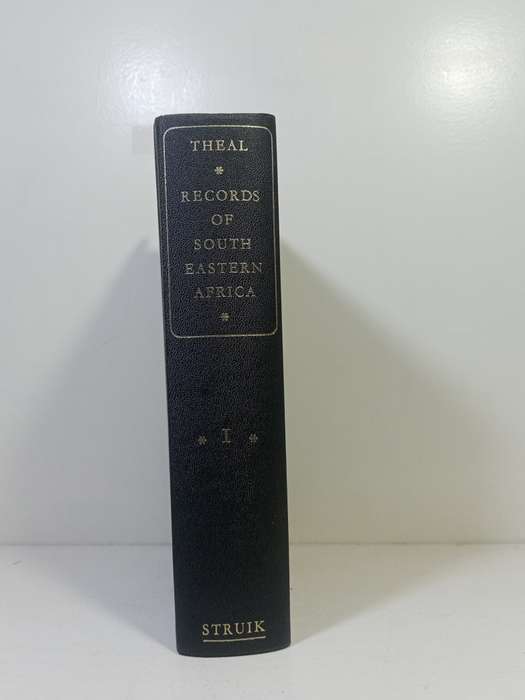 THEAL
*
RECORDS
OF
SOUTH
EASTERN
AFRICA
*
* I *
STRUIK